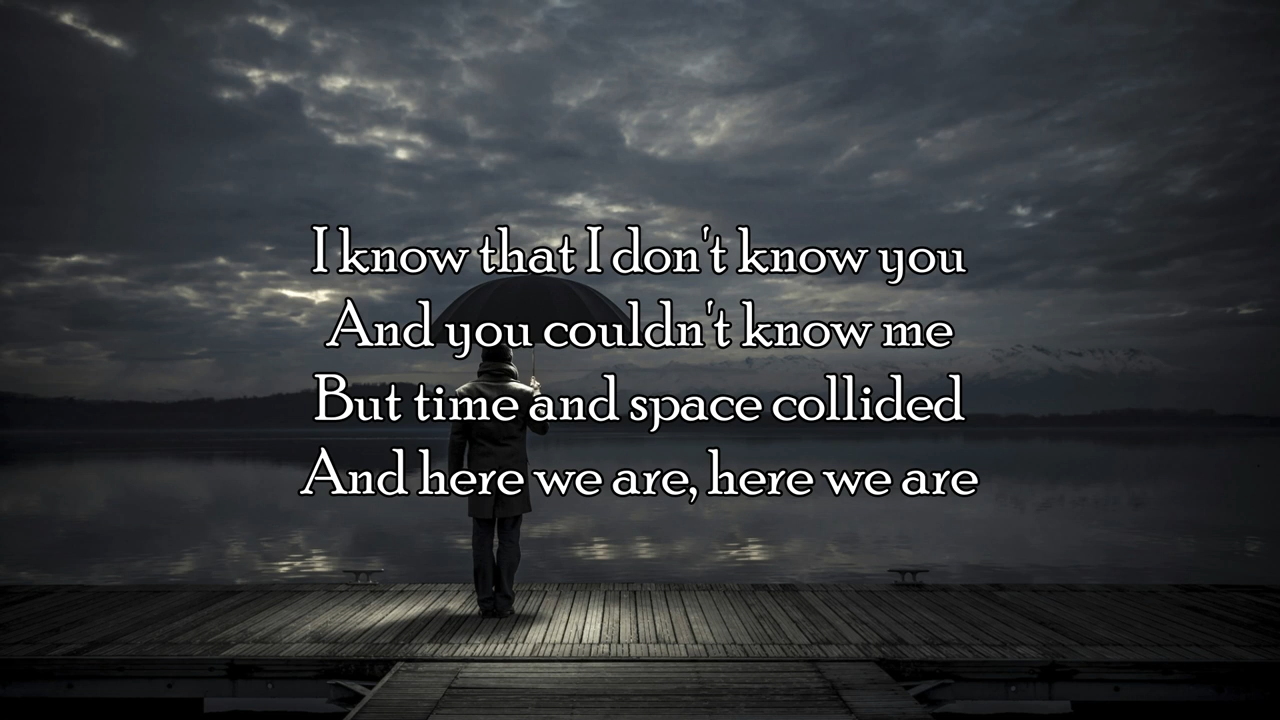 I know that I don't know you
And you couldn't know me
But time and space collided
And here we are, here we are